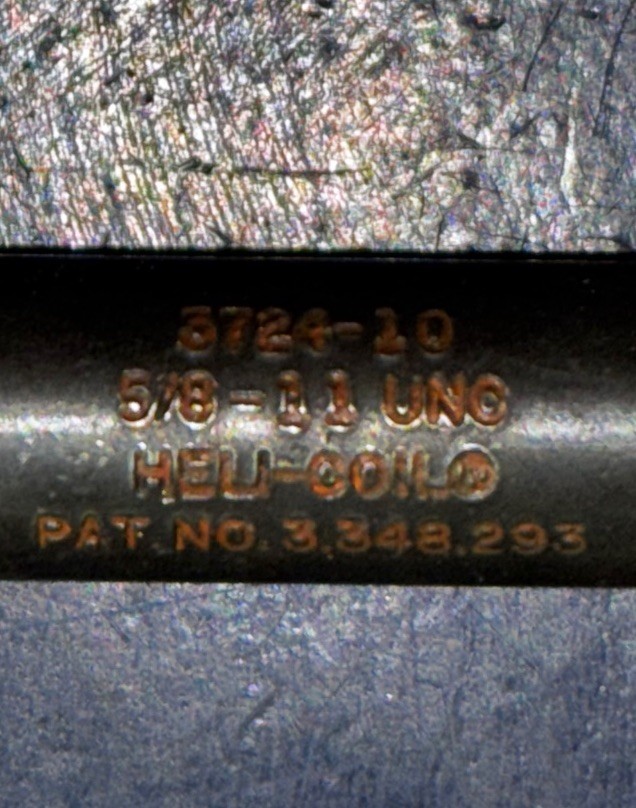 3724-10
5/8-11 UNC
HELI-COIL®
PAT. NO. 3,348,293